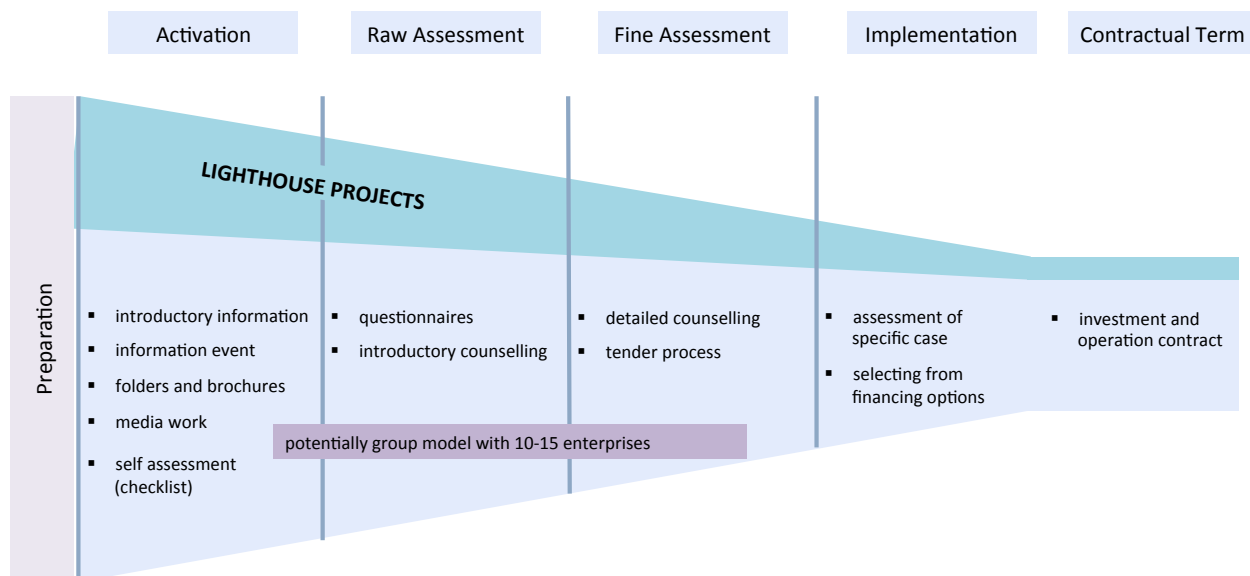 Activation
Raw Assessment
Fine Assessment
Implementation
Contractual Term
LIGHTHOUSE PROJECTS
Preparation
▪ introductory information
▪ information event
▪ folders and brochures
▪ media work
▪ self assessment
(checklist)
▪ questionnaires
▪ introductory counselling
▪ detailed counselling
▪ tender process
▪ assessment of
specific case
▪ selecting from
financing options
▪ investment and
operation contract
potentially group model with 10-15 enterprises